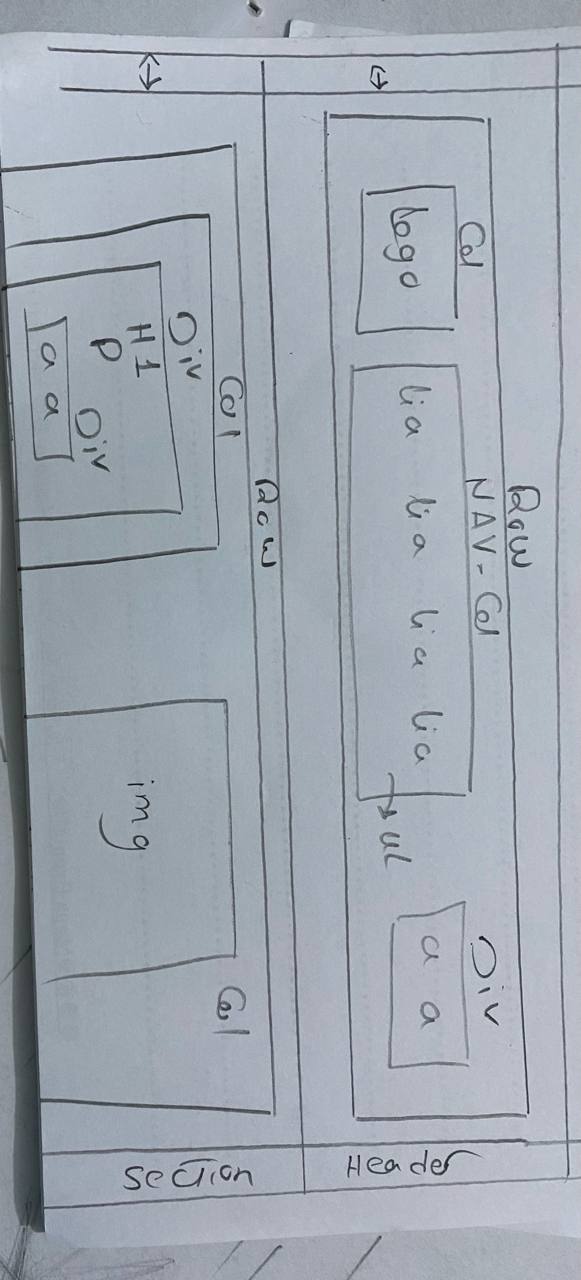 Header
Row
Col
NAV-Col
Div
Logo
lia lia lia lia
ul
a a
Section
Row
Col
Div
H1
P
Div
a a
img
Col